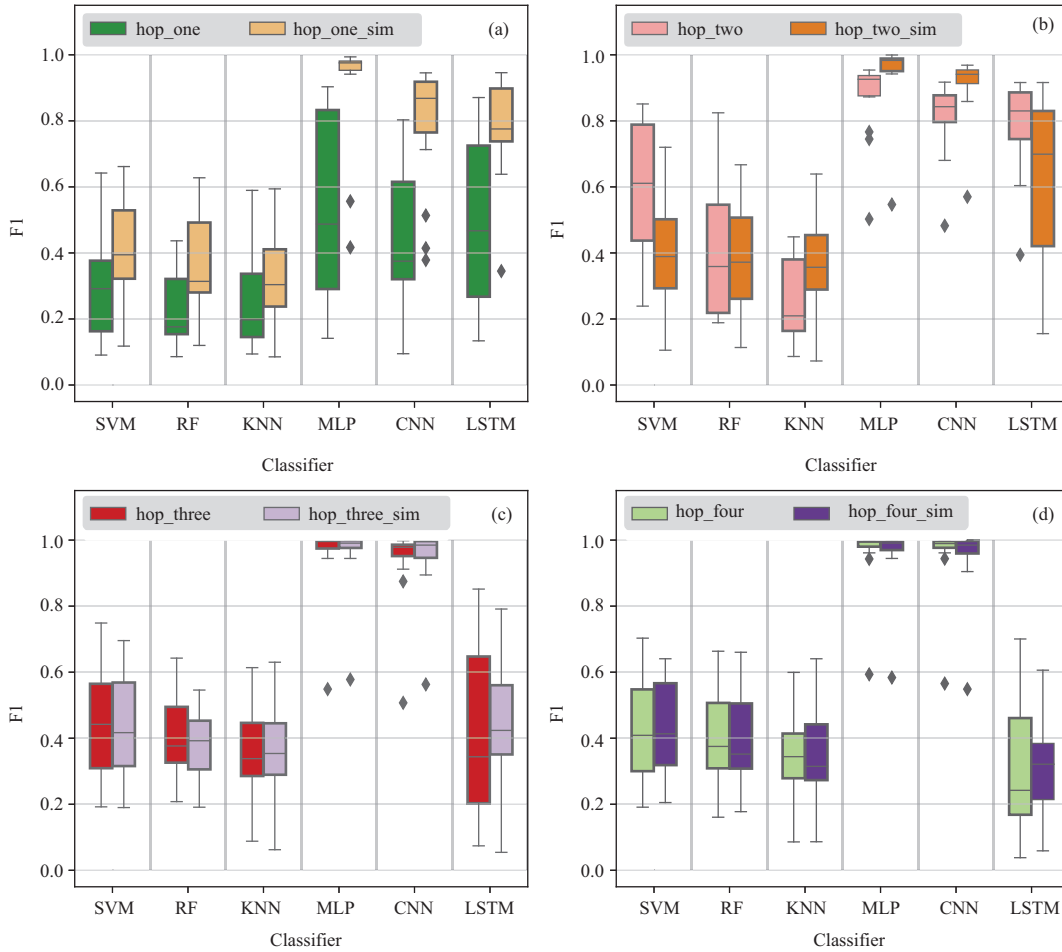 hop_one hop_one_sim (a)
1.0
0.8
0.6
0.4
0.2
0.0
F1
SVM RF KNN MLP CNN LSTM
Classifier
hop_two hop_two_sim (b)
1.0
0.8
0.6
0.4
0.2
0.0
F1
SVM RF KNN MLP CNN LSTM
Classifier
hop_three hop_three_sim (c)
1.0
0.8
0.6
0.4
0.2
0.0
F1
SVM RF KNN MLP CNN LSTM
Classifier
hop_four hop_four_sim (d)
1.0
0.8
0.6
0.4
0.2
0.0
F1
SVM RF KNN MLP CNN LSTM
Classifier